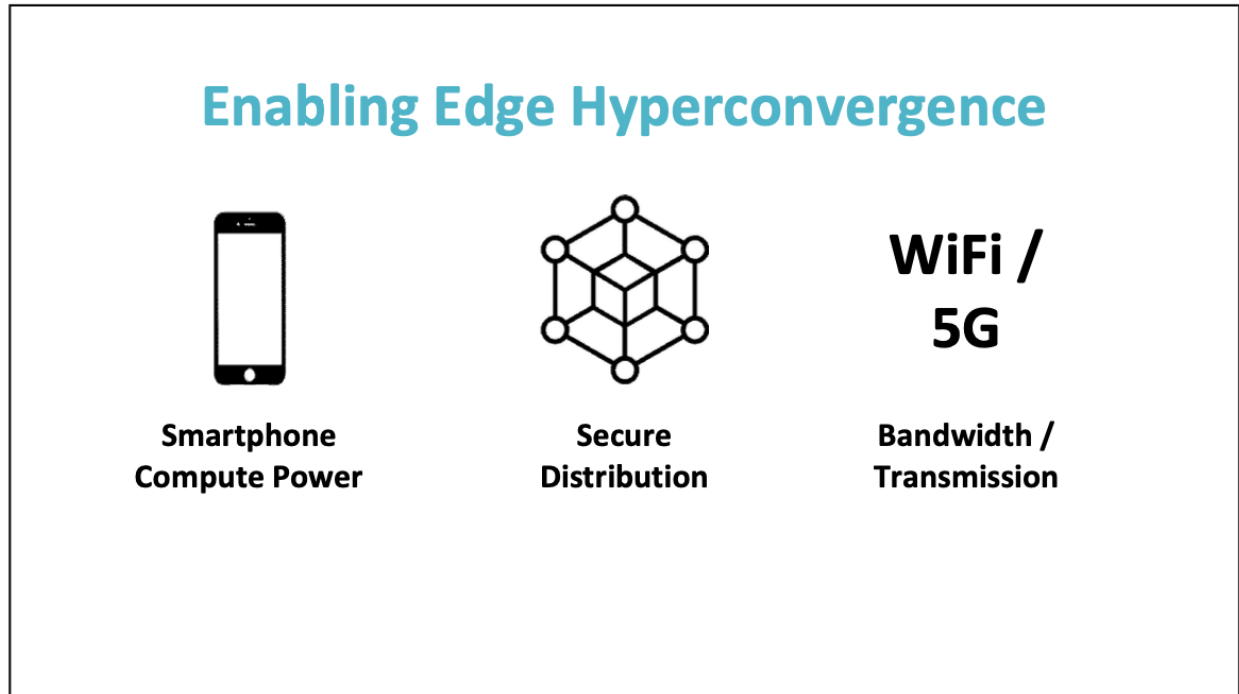 Enabling Edge Hyperconvergence
WiFi /
5G
Smartphone
Compute Power
Secure
Distribution
Bandwidth /
Transmission